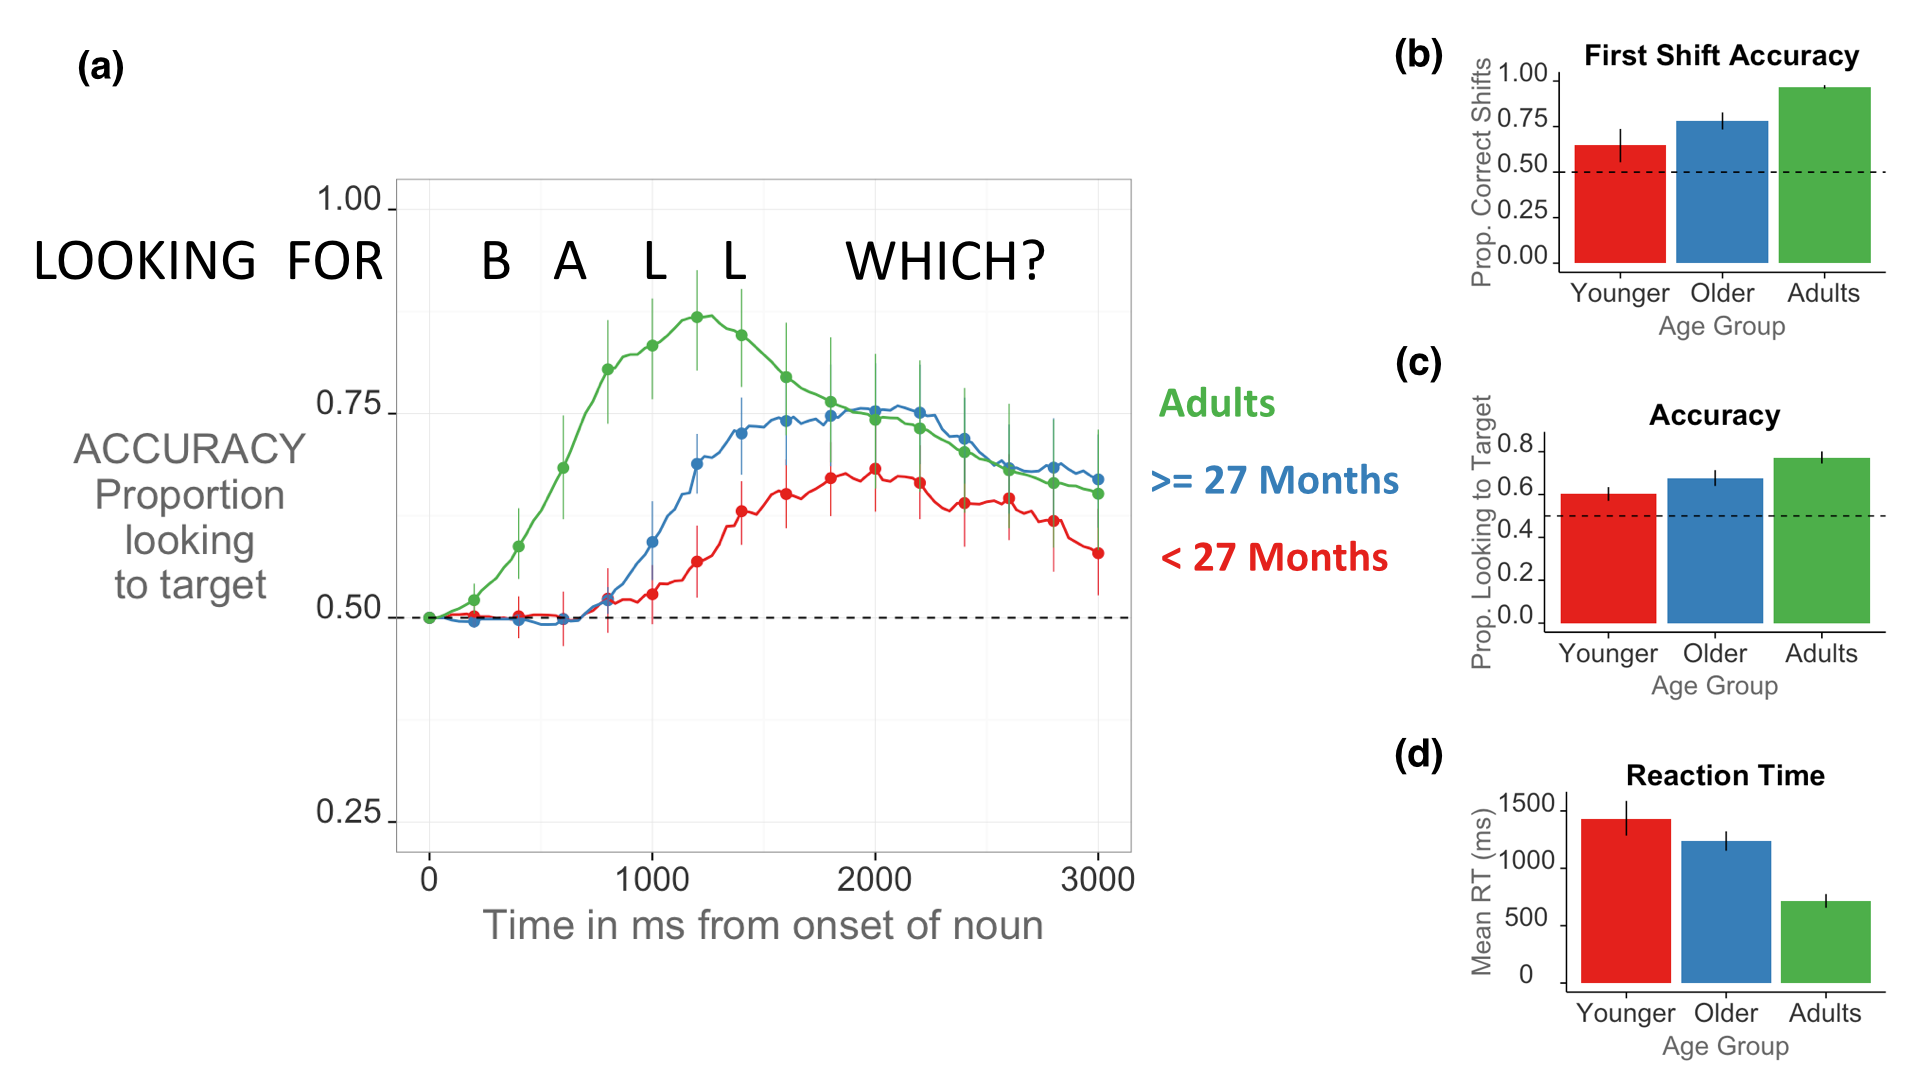 (a)
LOOKING FOR B A L L WHICH?
1.00
0.75
0.50
0.25
ACCURACY
Proportion
looking
to target
0 1000 2000 3000
Time in ms from onset of noun
Adults
>= 27 Months
< 27 Months
(b)
First Shift Accuracy
Prop. Correct Shifts
1.00
0.75
0.50
0.25
0.00
Younger Older Adults
Age Group
(c)
Accuracy
Prop. Looking to Target
0.8
0.6
0.4
0.2
0.0
Younger Older Adults
Age Group
(d)
Reaction Time
Mean RT (ms)
1500
1000
500
0
Younger Older Adults
Age Group